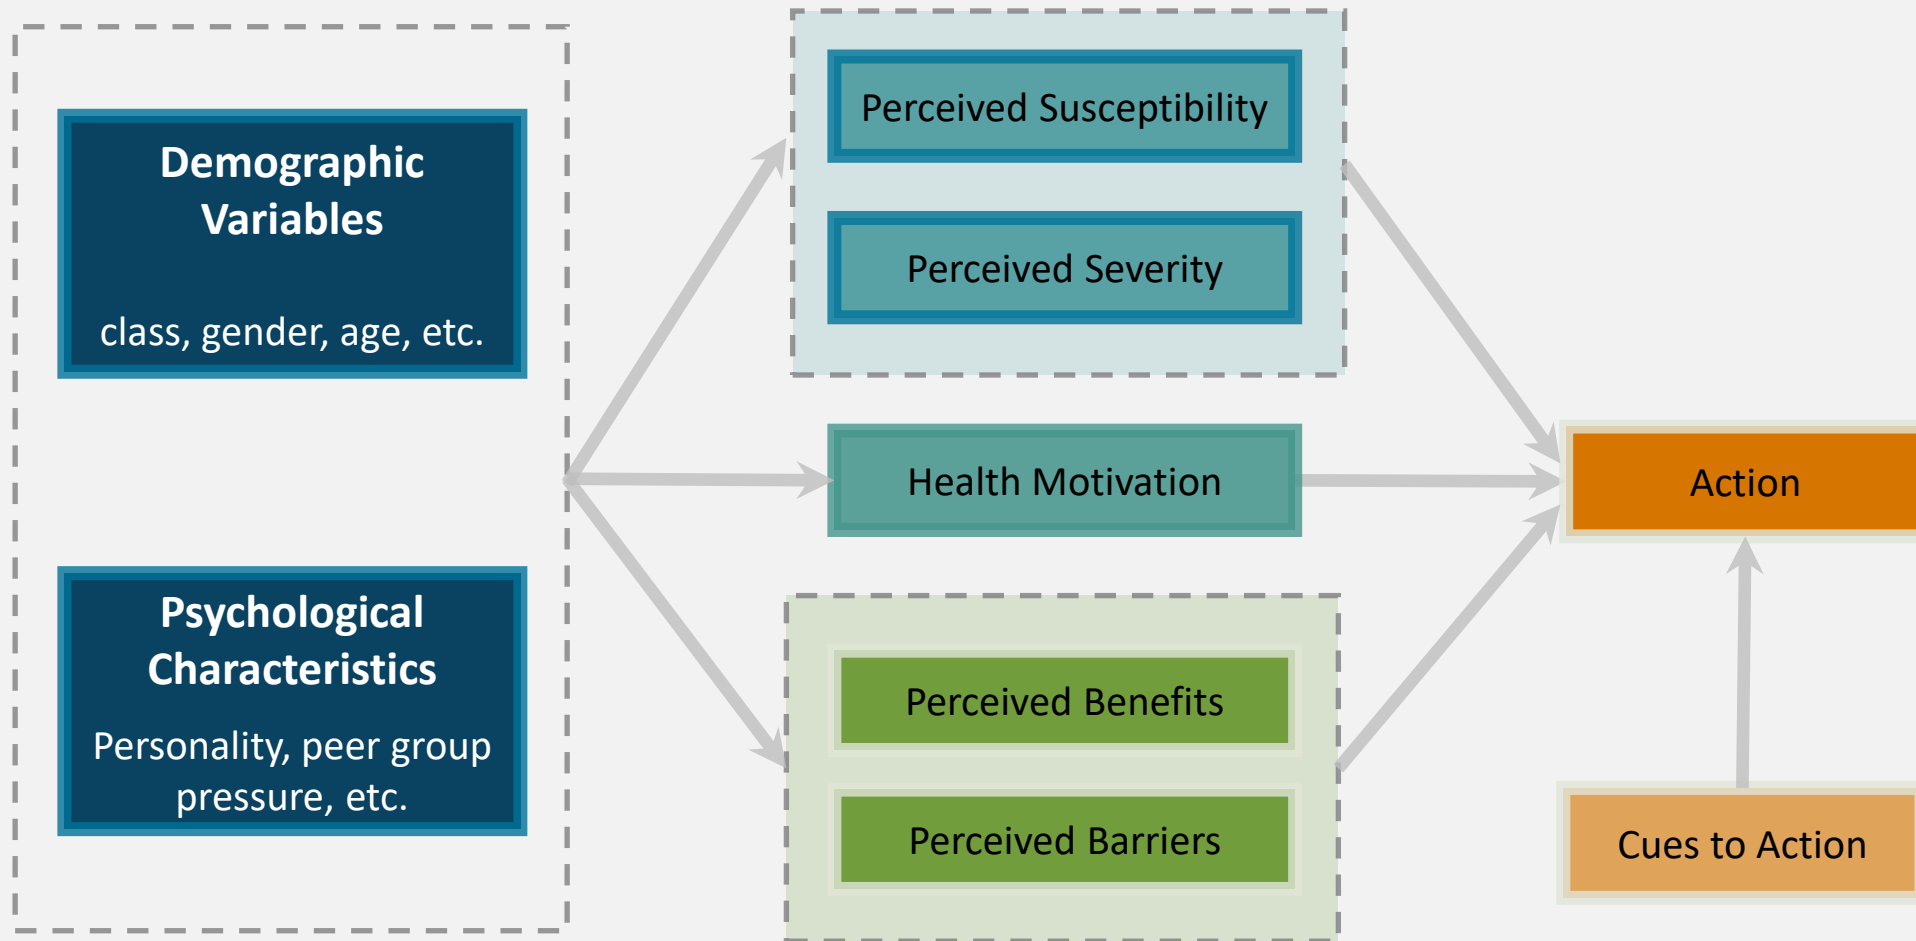 Demographic
Variables
class, gender, age, etc.
Psychological
Characteristics
Personality, peer group
pressure, etc.
Perceived Susceptibility
Perceived Severity
Health Motivation
Perceived Benefits
Perceived Barriers
Action
Cues to Action